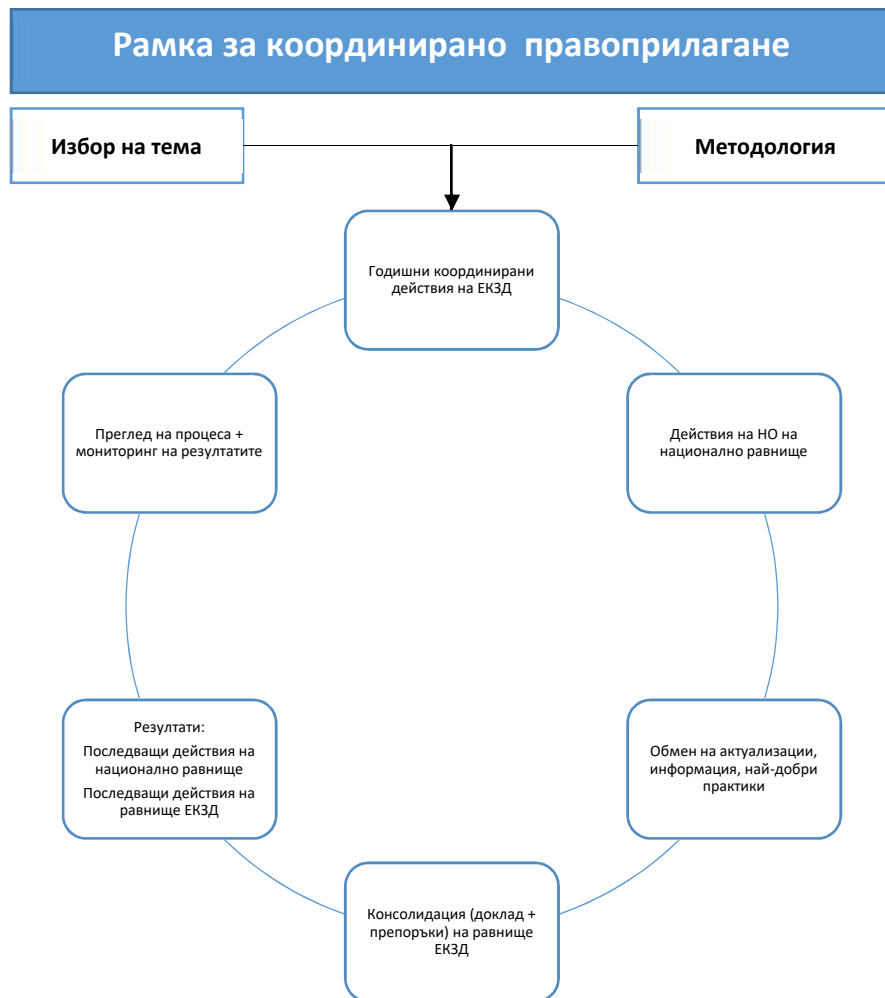 Рамка за координирано правоприлагане
Избор на тема
Методология
Годишни координирани
действия на ЕКЗД
Действия на НО на
национално равнище
Обмен на актуализации,
информация, най-добри
практики
Консолидация (доклад +
препоръки) на равнище
ЕКЗД
Резултати:
Последващи действия на
национално равнище
Последващи действия на
равнище ЕКЗД
Преглед на процеса +
мониторинг на резултатите